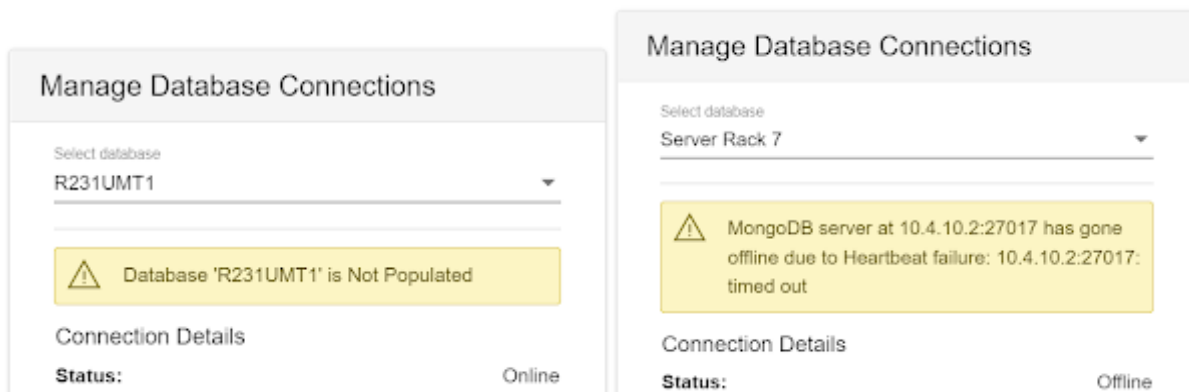 Manage Database Connections
Select database
R231UMT1
Database 'R231UMT1' is Not Populated
Connection Details
Status: Online
Manage Database Connections
Select database
Server Rack 7
MongoDB server at 10.4.10.2:27017 has gone
offline due to Heartbeat failure: 10.4.10.2:27017:
timed out
Connection Details
Status: Offline